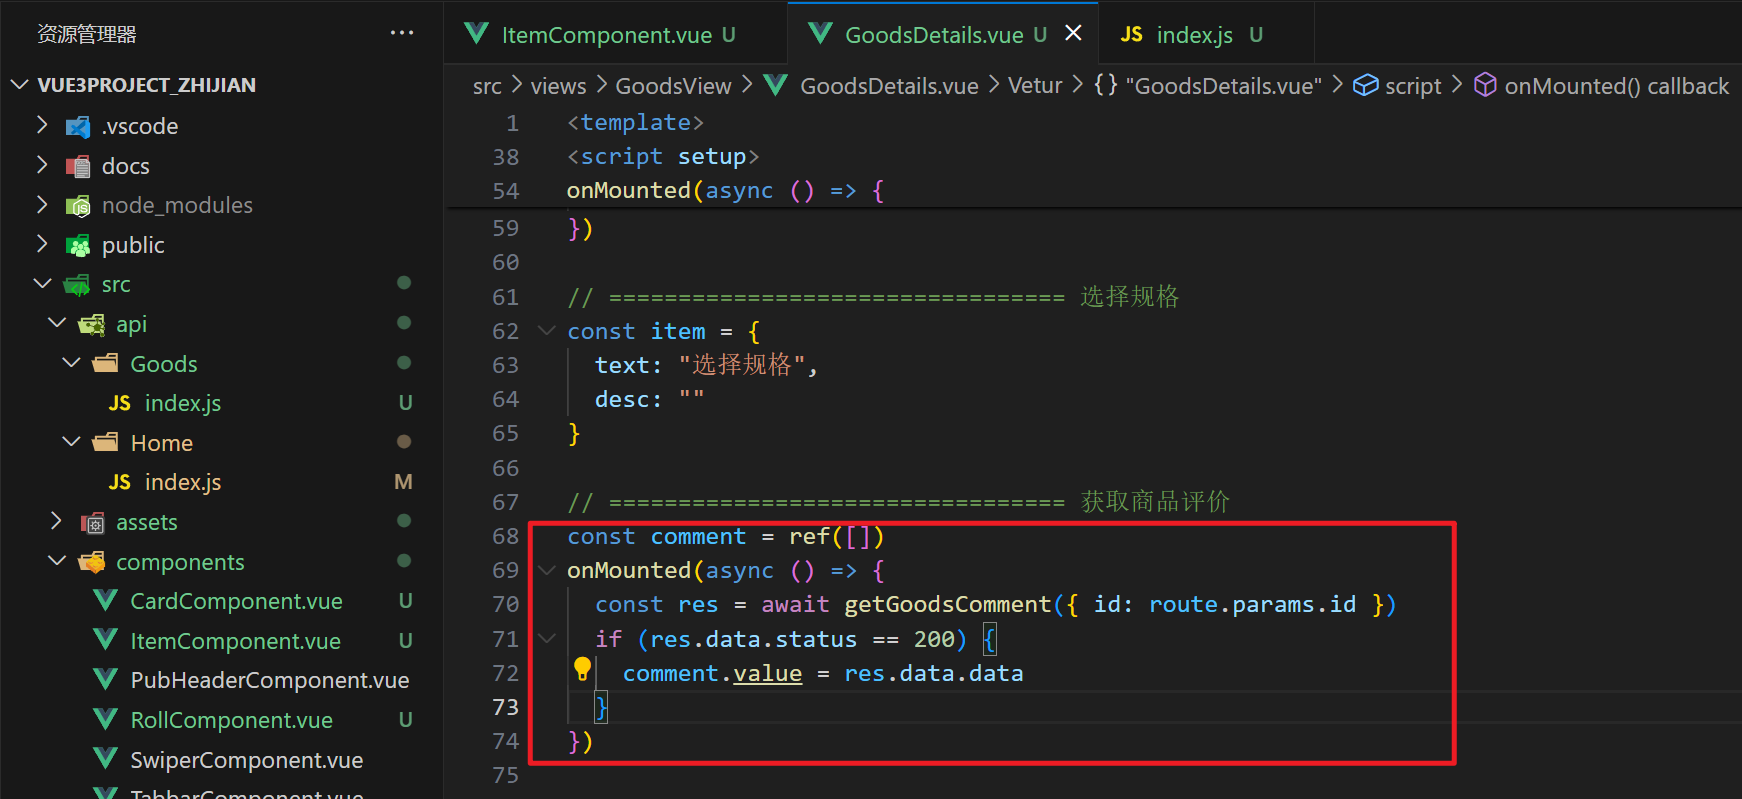 资源管理器
VUE3PROJECT_ZHIJIAN
.vscode
docs
node_modules
public
src
api
Goods
JS index.js U
Home
JS index.js M
assets
components
CardComponent.vue U
ItemComponent.vue U
PubHeaderComponent.vue
RollComponent.vue U
SwiperComponent.vue
TabbarComponent.vue
ItemComponent.vue U
GoodsDetails.vue U
JS index.js U
src > views > GoodsView > GoodsDetails.vue > Vetur > {} "GoodsDetails.vue" > script > onMounted() callback
1 <template>
38 <script setup>
54 onMounted(async () => {
59 })
60
61 // ================================= 选择规格
62 const item = {
63 text: "选择规格",
64 desc: ""
65 }
66
67 // ================================= 获取商品评价
68 const comment = ref([])
69 onMounted(async () => {
70 const res = await getGoodsComment({ id: route.params.id })
71 if (res.data.status == 200) {
72 comment.value = res.data.data
73 }
74 })
75